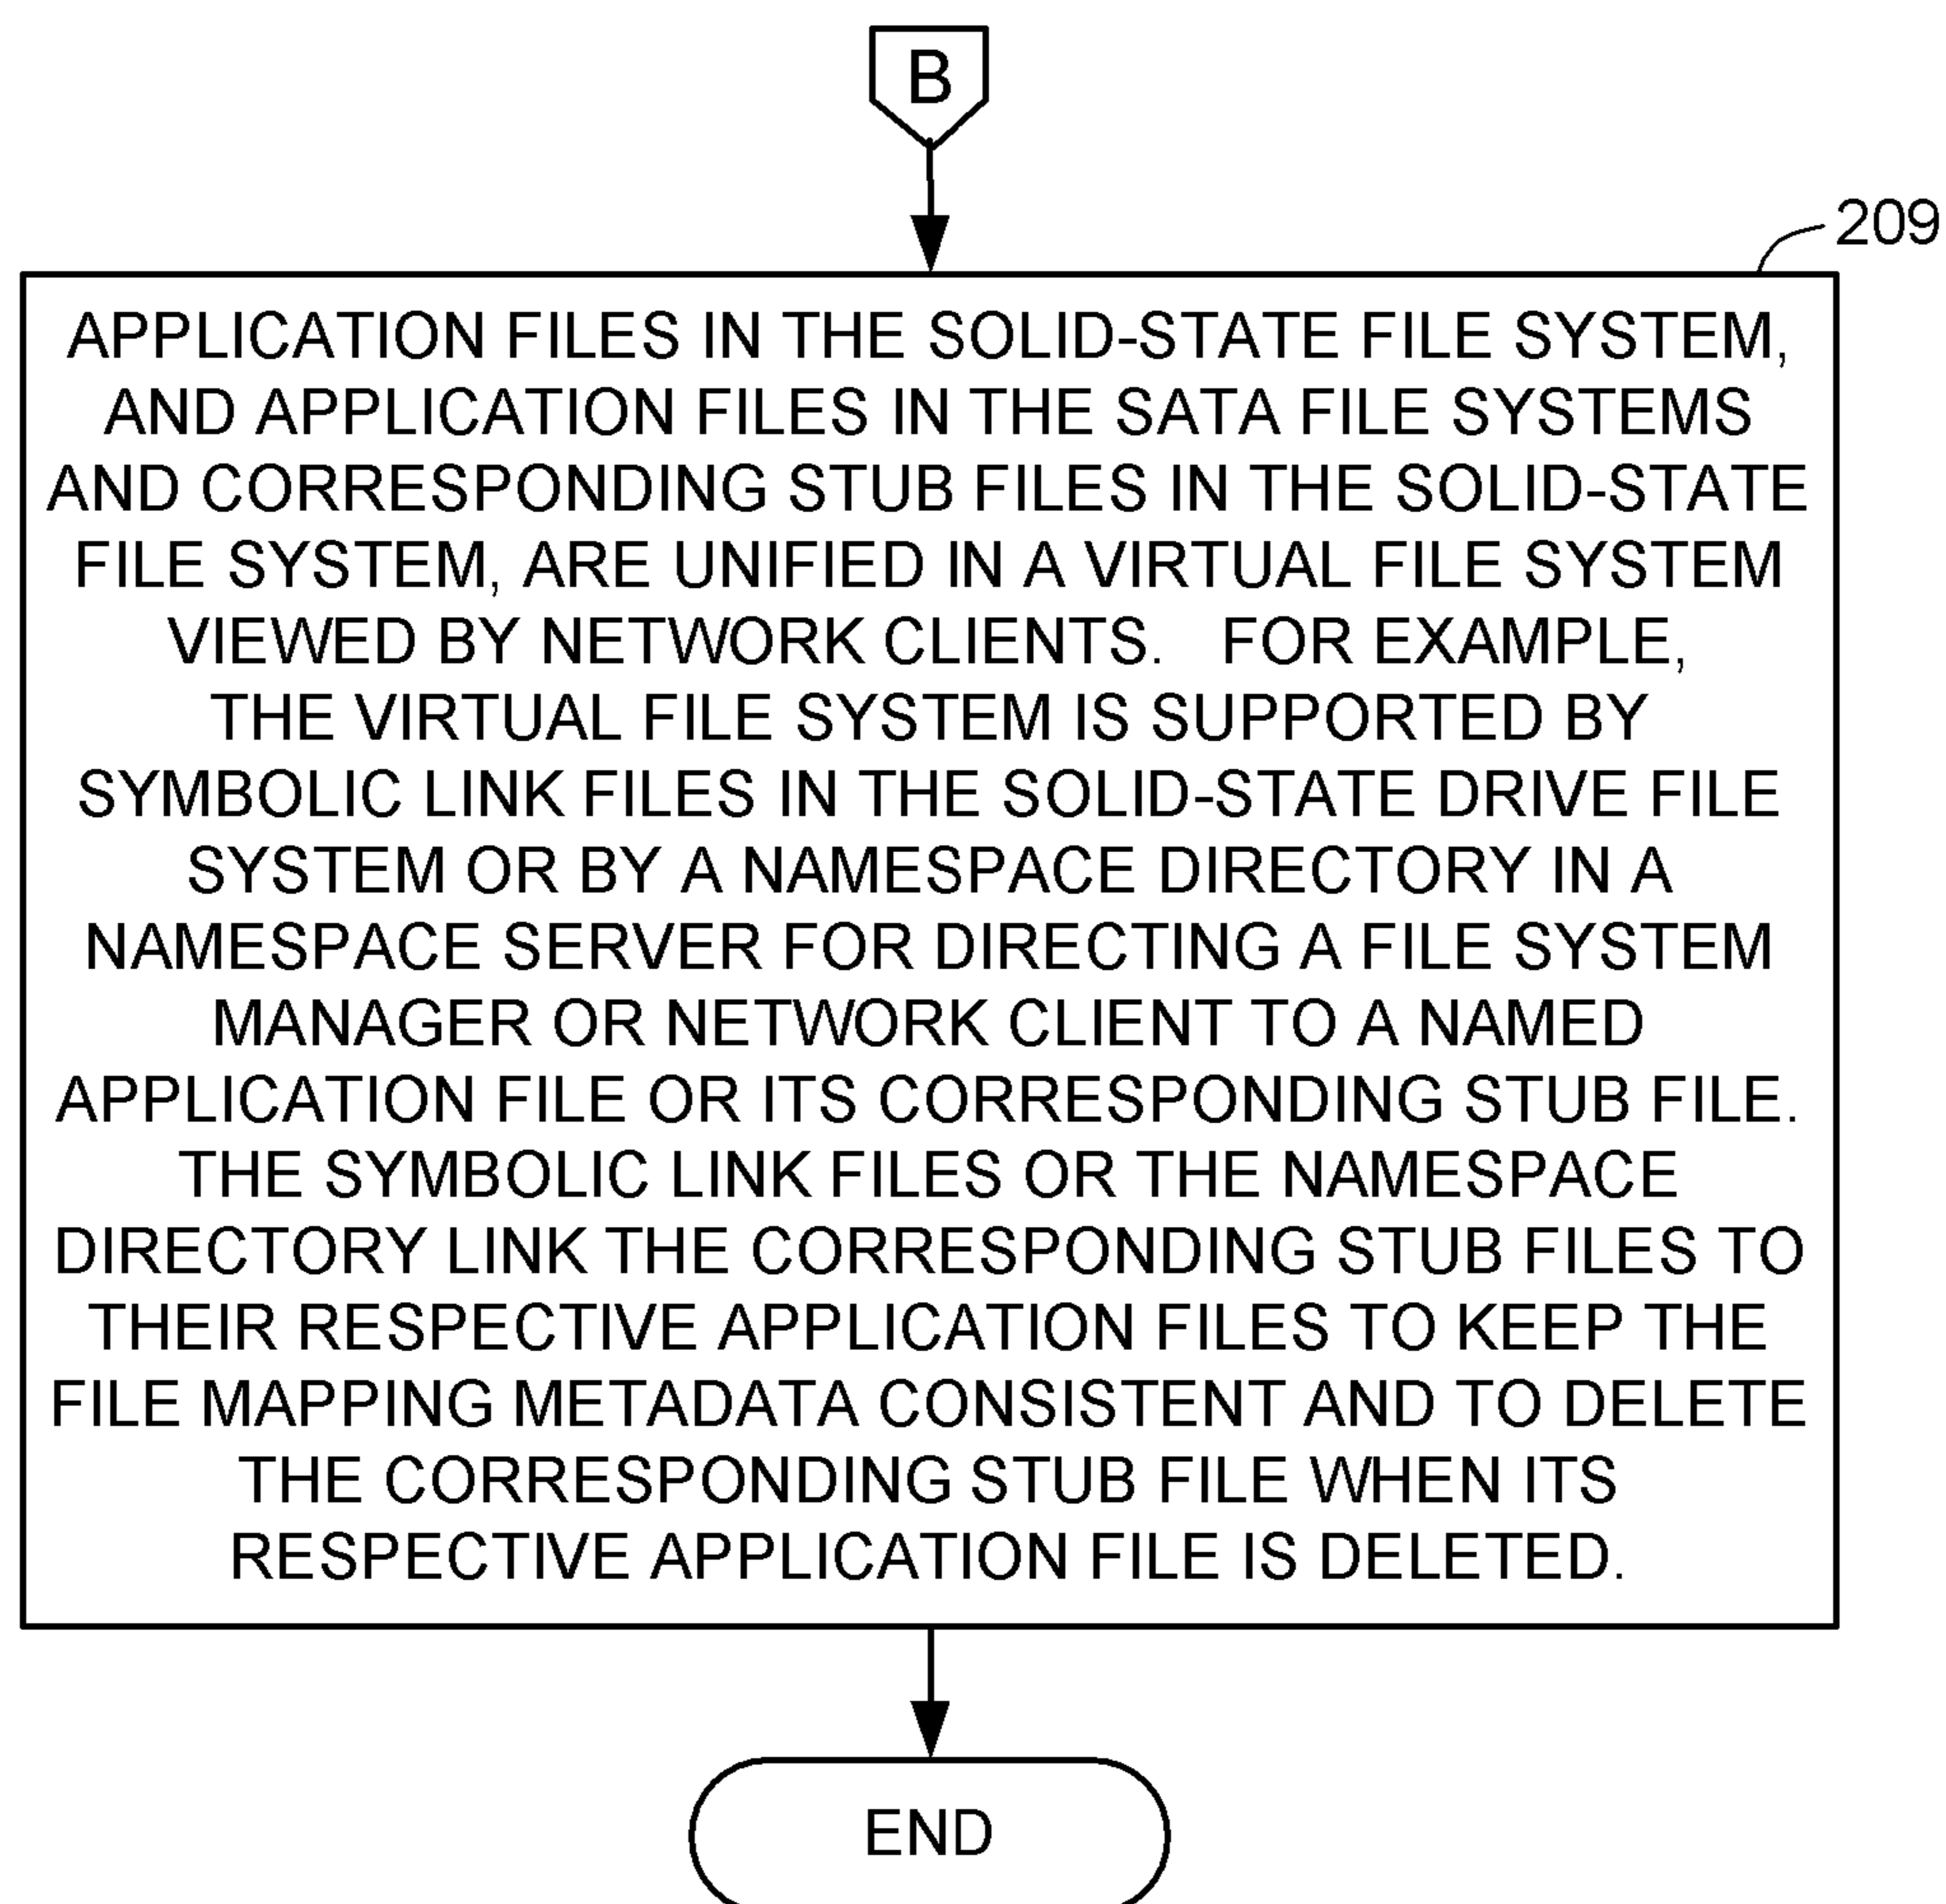 B
209
APPLICATION FILES IN THE SOLID-STATE FILE SYSTEM,
AND APPLICATION FILES IN THE SATA FILE SYSTEMS
AND CORRESPONDING STUB FILES IN THE SOLID-STATE
FILE SYSTEM, ARE UNIFIED IN A VIRTUAL FILE SYSTEM
VIEWED BY NETWORK CLIENTS. FOR EXAMPLE,
THE VIRTUAL FILE SYSTEM IS SUPPORTED BY
SYMBOLIC LINK FILES IN THE SOLID-STATE DRIVE FILE
SYSTEM OR BY A NAMESPACE DIRECTORY IN A
NAMESPACE SERVER FOR DIRECTING A FILE SYSTEM
MANAGER OR NETWORK CLIENT TO A NAMED
APPLICATION FILE OR ITS CORRESPONDING STUB FILE.
THE SYMBOLIC LINK FILES OR THE NAMESPACE
DIRECTORY LINK THE CORRESPONDING STUB FILES TO
THEIR RESPECTIVE APPLICATION FILES TO KEEP THE
FILE MAPPING METADATA CONSISTENT AND TO DELETE
THE CORRESPONDING STUB FILE WHEN ITS
RESPECTIVE APPLICATION FILE IS DELETED.
END